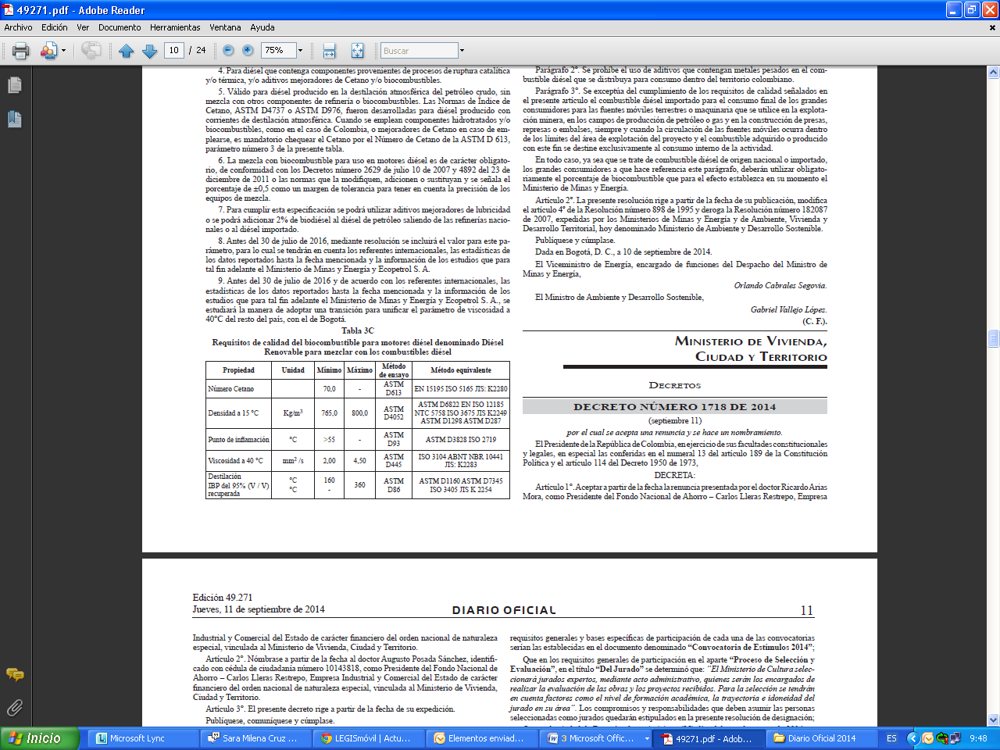 49271.pdf - Adobe Reader
Archivo Edición Ver Documento Herramientas Ventana Ayuda
10 / 24 75% Buscar
4. Para diésel que contenga componentes provenientes de procesos de ruptura catalítica
y/o térmica, y/o aditivos mejoradores de Cetano y/o biocombustibles.
5. Válido para diésel producido en la destilación atmosférica del petróleo crudo, sin
mezcla con otros componentes de refinería o biocombustibles. Las Normas de Índice de
Cetano, ASTM D4737 o ASTM D976, fueron desarrolladas para diésel producido con
corrientes de destilación atmosférica. Cuando se emplean componentes hidrotratados y/o
biocombustibles, como en el caso de Colombia, o mejoradores de Cetano en caso de em-
plearse, es mandatorio chequear el Cetano por el Número de Cetano de la ASTM D 613,
parámetro número 3 de la presente tabla.
6. La mezcla con biocombustible para uso en motores diésel es de carácter obligato-
rio, de conformidad con los Decretos número 2629 de julio 10 de 2007 y 4892 del 23 de
diciembre de 2011 o las normas que la modifiquen, adicionen o sustituyan y se señala el
porcentaje de ±0,5 como un margen de tolerancia para tener en cuenta la precisión de los
equipos de mezcla.
7. Para cumplir esta especificación se podrá utilizar aditivos mejoradores de lubricidad
o se podrá adicionar 2% de biodiésel al diésel de petróleo saliendo de las refinerías nacio-
nales o al diésel importado.
8. Antes del 30 de julio de 2016, mediante resolución se incluirá el valor para este pa-
rámetro, para lo cual se tendrán en cuenta los referentes internacionales, las estadísticas de
los datos reportados hasta la fecha mencionada y la información de los estudios que para
tal fin adelante el Ministerio de Minas y Energía y Ecopetrol S. A.
9. Antes del 30 de julio de 2016 y de acuerdo con los referentes internacionales, las
estadísticas de los datos reportados hasta la fecha mencionada y la información de los
estudios que para tal fin adelante el Ministerio de Minas y Energía y Ecopetrol S. A., se
estudiará la manera de adoptar una transición para unificar el parámetro de viscosidad a
40°C del resto del país, con el de Bogotá.
Tabla 3C
Requisitos de calidad del biocombustible para motores diésel denominado Diésel
Renovable para mezclar con los combustibles diésel
Propiedad Unidad Mínimo Máximo Método de ensayo Método equivalente
Número Cetano 70,0 - ASTM D613 EN 15195 ISO 5165 JIS: K2280
Densidad a 15 °C Kg/m³ 765,0 800,0 ASTM D4052 ASTM D6822 EN ISO 12185 NTC 5758 ISO 3675 JIS K2249 ASTM D1298 ASTM D287
Punto de inflamación °C >55 - ASTM D93 ASTM D3828 ISO 2719
Viscosidad a 40 °C mm² /s 2,00 4,50 ASTM D445 ISO 3104 ABNT NBR 10441 JIS: K2283
Destilación IBP del 95% (V / V) recuperada °C °C 160 - 360 ASTM D86 ASTM D1160 ASTM D7345 ISO 3405 JIS K 2254
Parágrafo 2°. Se prohíbe el uso de aditivos que contengan metales pesados en el com-
bustible diésel que se distribuya para consumo dentro del territorio colombiano.
Parágrafo 3°. Se exceptúa del cumplimiento de los requisitos de calidad señalados en
el presente artículo el combustible diésel importado para el consumo final de los grandes
consumidores para las fuentes móviles terrestres o maquinaria que se utilice en la explota-
ción minera, en los campos de producción de petróleo o gas y en la construcción de presas,
represas o embalses, siempre y cuando la circulación de las fuentes móviles ocurra dentro
de los límites del área de explotación del proyecto y el combustible adquirido o producido
con este fin se destine exclusivamente al consumo interno de la actividad.
En todo caso, ya sea que se trate de combustible diésel de origen nacional o importado,
los grandes consumidores a que hace referencia este parágrafo, deberán utilizar obligato-
riamente el porcentaje de biocombustible que para el efecto establezca en su momento el
Ministerio de Minas y Energía.
Artículo 2°. La presente resolución rige a partir de la fecha de su publicación, modifica
el artículo 4° de la Resolución número 898 de 1995 y deroga la Resolución número 182087
de 2007, expedidas por los Ministerios de Minas y Energía y de Ambiente, Vivienda y
Desarrollo Territorial, hoy denominado Ministerio de Ambiente y Desarrollo Sostenible.
Publíquese y cúmplase.
Dada en Bogotá, D. C., a 10 de septiembre de 2014.
El Viceministro de Energía, encargado de funciones del Despacho del Ministro de
Minas y Energía,
Orlando Cabrales Segovia.
El Ministro de Ambiente y Desarrollo Sostenible,
Gabriel Vallejo López.
(C. F.).
MINISTERIO DE VIVIENDA,
CIUDAD Y TERRITORIO
DECRETOS
DECRETO NÚMERO 1718 DE 2014
(septiembre 11)
por el cual se acepta una renuncia y se hace un nombramiento.
El Presidente de la República de Colombia, en ejercicio de sus facultades constitucionales
y legales, en especial las conferidas en el numeral 13 del artículo 189 de la Constitución
Política y el artículo 114 del Decreto 1950 de 1973,
DECRETA:
Artículo 1°. Aceptar a partir de la fecha la renuncia presentada por el doctor Ricardo Arias
Mora, como Presidente del Fondo Nacional de Ahorro – Carlos Lleras Restrepo, Empresa
Edición 49.271
Jueves, 11 de septiembre de 2014 DIARIO OFICIAL 11
Industrial y Comercial del Estado de carácter financiero del orden nacional de naturaleza
especial, vinculada al Ministerio de Vivienda, Ciudad y Territorio.
Artículo 2°. Nómbrase a partir de la fecha al doctor Augusto Posada Sánchez, identifi-
cado con cédula de ciudadanía número 10143818, como Presidente del Fondo Nacional de
Ahorro – Carlos Lleras Restrepo, Empresa Industrial y Comercial del Estado de carácter
financiero del orden nacional de naturaleza especial, vinculada al Ministerio de Vivienda,
Ciudad y Territorio.
Artículo 3°. El presente decreto rige a partir de la fecha de su expedición.
Publíquese, comuníquese y cúmplase.
requisitos generales y bases específicas de participación de cada una de las convocatorias
serían las establecidas en el documento denominado “Convocatoria de Estímulos 2014”;
Que en los requisitos generales de participación en el aparte “Proceso de Selección y
Evaluación”, en el título “Del Jurado” se determinó que: “El Ministerio de Cultura selec-
cionará jurados expertos, mediante acto administrativo, quienes serán los encargados de
realizar la evaluación de las obras y los proyectos recibidos. Para la selección se tendrán
en cuenta factores como el nivel de formación académica, la trayectoria e idoneidad del
jurado en su área”. Los compromisos y responsabilidades que deben asumir las personas
seleccionadas como jurados quedarán estipulados en la presente resolución de designación;
Inicio Microsoft Lync Sara Milena Cruz ... LEGISmóvil | Actu... Elementos enviad... 3 Microsoft Offic... 49271.pdf - Adob... Diario Oficial 2014 ES 9:48